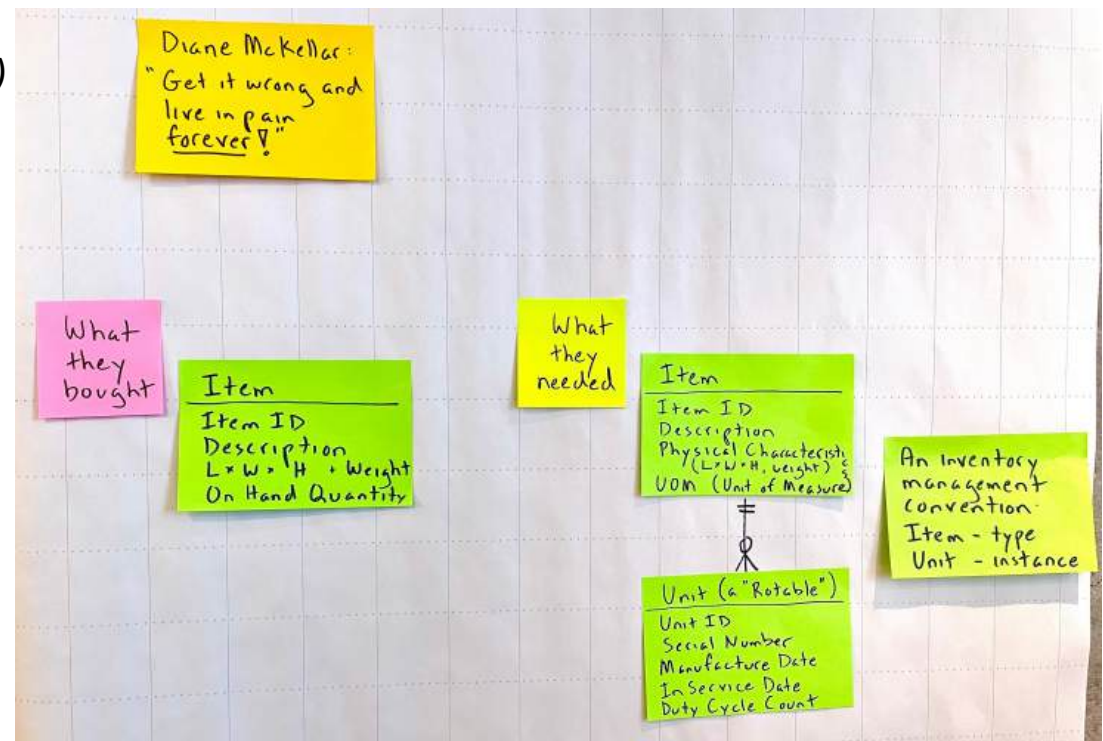 )
Diane McKellar:
"Get it wrong and
live in pain
forever!"
What
they
bought
Item
Item ID
Description
L * W * H + Weight
On Hand Quantity
What
they
needed
Item
Item ID
Description
Physical Characteristics
(L*W*H, weight)
UOM (Unit of Measure)
Unit (a "Rotable")
Unit ID
Serial Number
Manufacture Date
In Service Date
Duty Cycle Count
An inventory
management
convention:
Item - type
Unit - instance